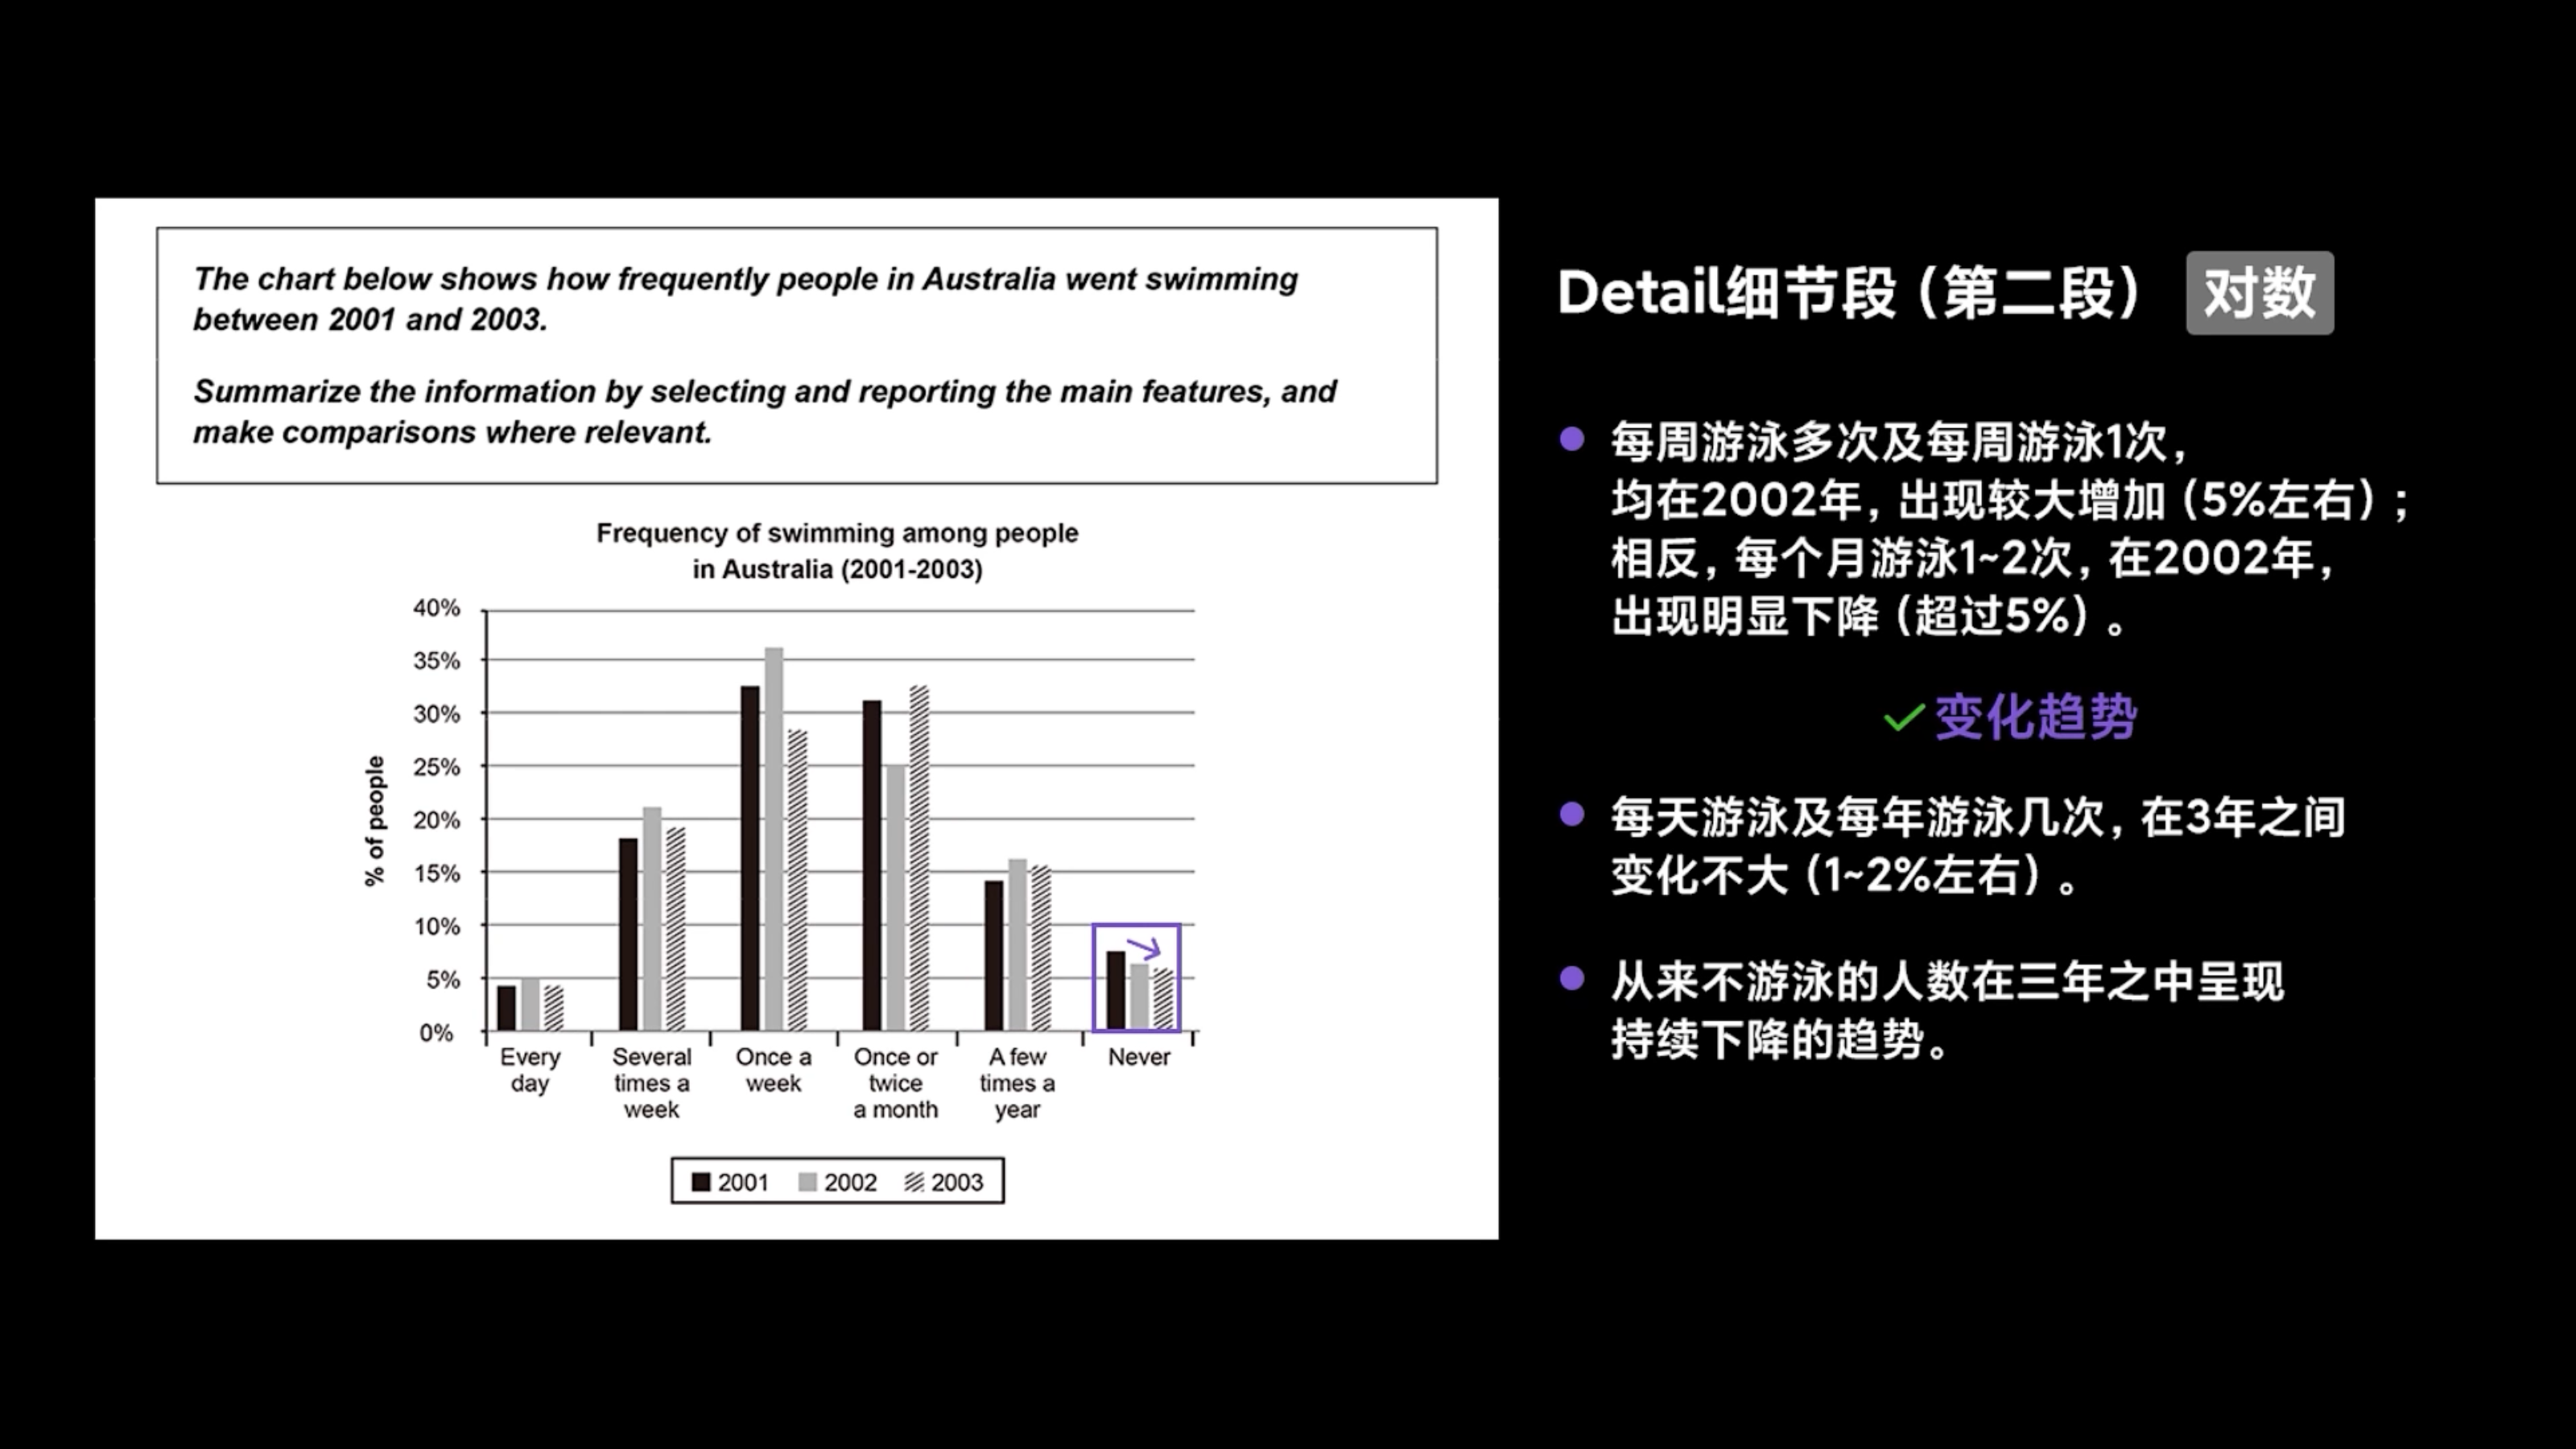 The chart below shows how frequently people in Australia went swimming
between 2001 and 2003.
Summarize the information by selecting and reporting the main features, and
make comparisons where relevant.
Frequency of swimming among people
in Australia (2001-2003)
% of people
40%
35%
30%
25%
20%
15%
10%
5%
0%
Every
day
Several
times a
week
Once a
week
Once or
twice
a month
A few
times a
year
Never
2001 2002 2003
Detail细节段（第二段） 对数
每周游泳多次及每周游泳1次，
均在2002年，出现较大增加（5%左右）；
相反，每个月游泳1~2次，在2002年，
出现明显下降（超过5%）。
变化趋势
每天游泳及每年游泳几次，在3年之间
变化不大（1~2%左右）。
从来不游泳的人数在三年之中呈现
持续下降的趋势。